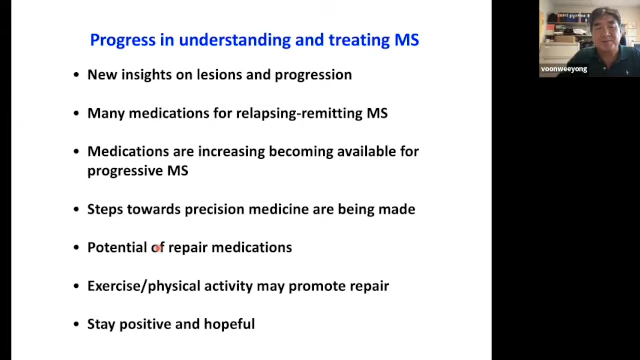 Progress in understanding and treating MS
• New insights on lesions and progression
• Many medications for relapsing-remitting MS
• Medications are increasing becoming available for
progressive MS
• Steps towards precision medicine are being made
• Potential of repair medications
• Exercise/physical activity may promote repair
• Stay positive and hopeful
voonweeyong